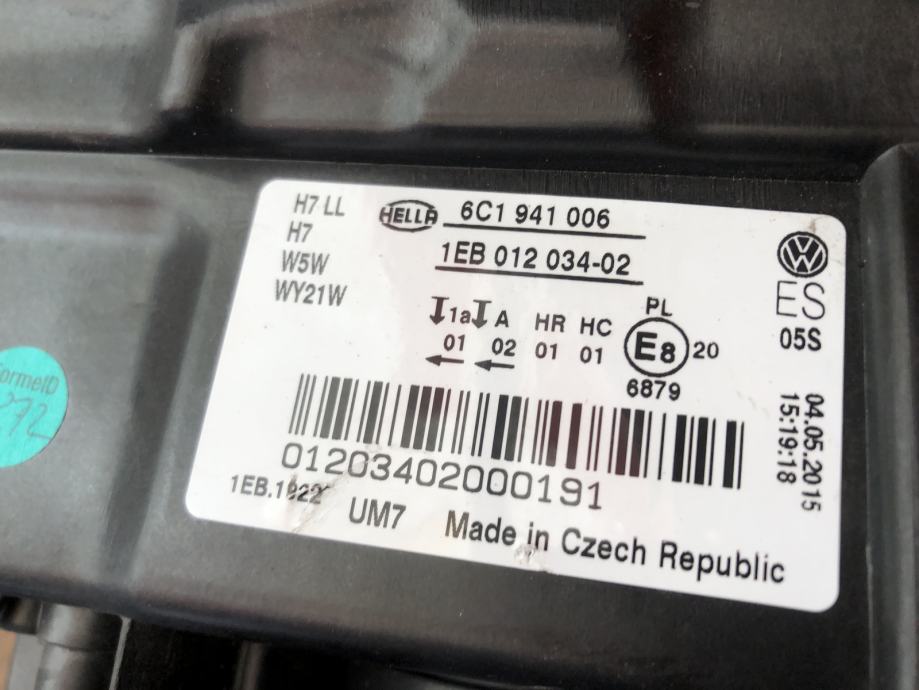 H7 LL
H7
W5W
WY21W
HELLA 6C1 941 006
1EB 012 034-02
1a A HR HC PL
01 02 01 01 E8 20
6879
VW
ES
05S
04.05.2015
15:19:18
01203402000191
UM7 Made in Czech Republic
272